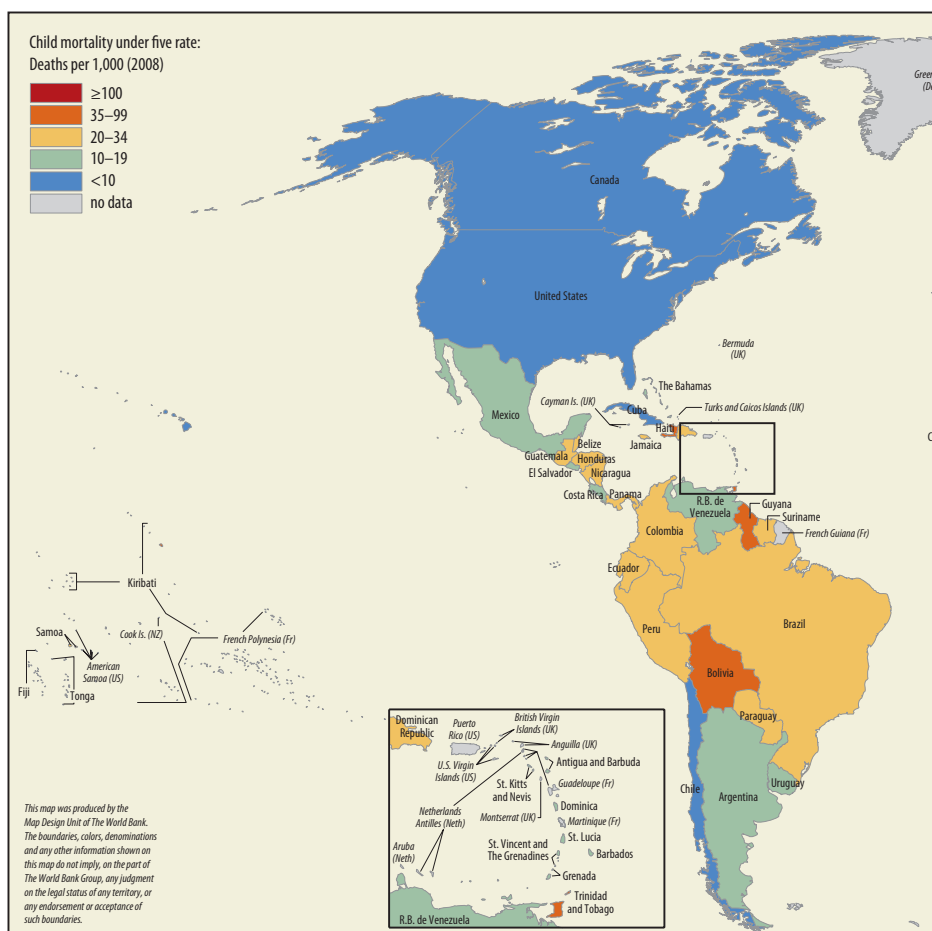 Child mortality under five rate:
Deaths per 1,000 (2008)
≥100
35–99
20–34
10–19
<10
no data
Canada
United States
Bermuda
(UK)
The Bahamas
Cayman Is. (UK)
Cuba
Turks and Caicos Islands (UK)
Mexico
Haiti
Belize
Jamaica
Guatemala
Honduras
El Salvador
Nicaragua
Costa Rica
Panama
R.B. de
Venezuela
Guyana
Suriname
French Guiana (Fr)
Colombia
Ecuador
Kiribati
Peru
Brazil
Samoa
Cook Is. (NZ)
French Polynesia (Fr)
American
Samoa (US)
Fiji
Tonga
Bolivia
Paraguay
Chile
Argentina
Uruguay
Dominican
Republic
Puerto
Rico (US)
British Virgin
Islands (UK)
U.S. Virgin
Islands (US)
Anguilla (UK)
Antigua and Barbuda
St. Kitts
and Nevis
Guadeloupe (Fr)
Montserrat (UK)
Netherlands
Antilles (Neth)
Dominica
Martinique (Fr)
St. Lucia
Aruba
(Neth)
St. Vincent and
The Grenadines
Barbados
Grenada
Trinidad
and Tobago
R.B. de Venezuela
This map was produced by the
Map Design Unit of The World Bank.
The boundaries, colors, denominations
and any other information shown on
this map do not imply, on the part of
The World Bank Group, any judgment
on the legal status of any territory, or
any endorsement or acceptance of
such boundaries.